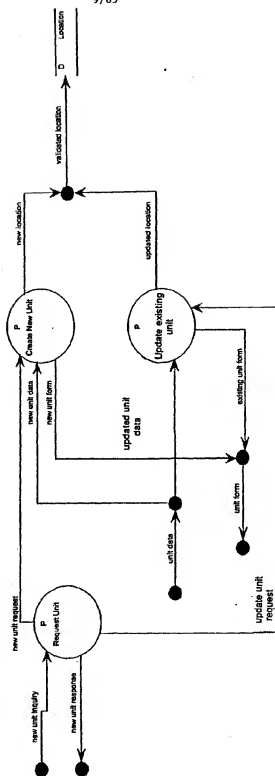 new unit inquiry
new unit response
P
Request Unit
new unit request
new unit data
new unit form
P
Create New Unit
new location
validated location
D Location
updated unit
data
unit data
P
Update existing
unit
updated location
existing unit form
unit form
update unit
request